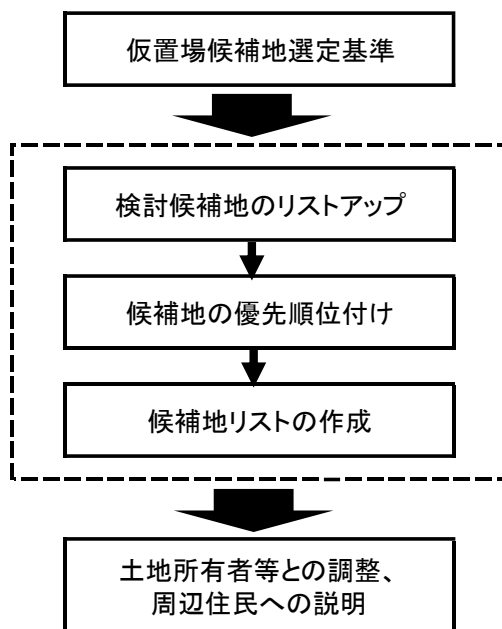 仮置場候補地選定基準
検討候補地のリストアップ
候補地の優先順位付け
候補地リストの作成
土地所有者等との調整、
周辺住民への説明